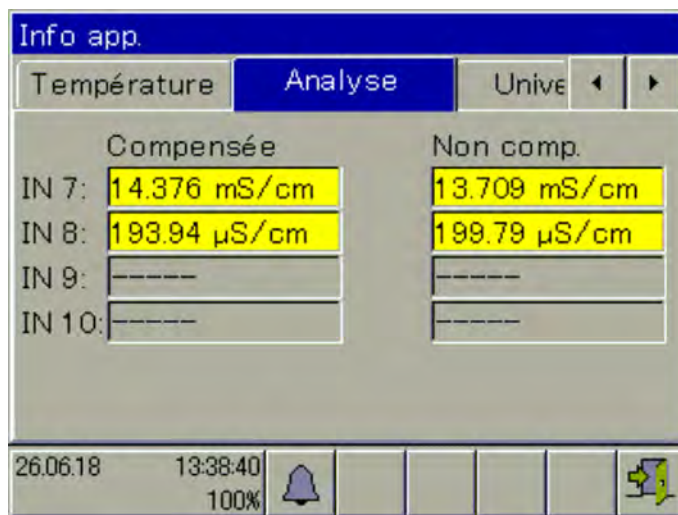 Info app.
Température Analyse Unive
Compensée Non comp.
IN 7: 14.376 mS/cm 13.709 mS/cm
IN 8: 193.94 µS/cm 199.79 µS/cm
IN 9: ----- -----
IN 10: ----- -----
26.06.18 13:38:40
100%